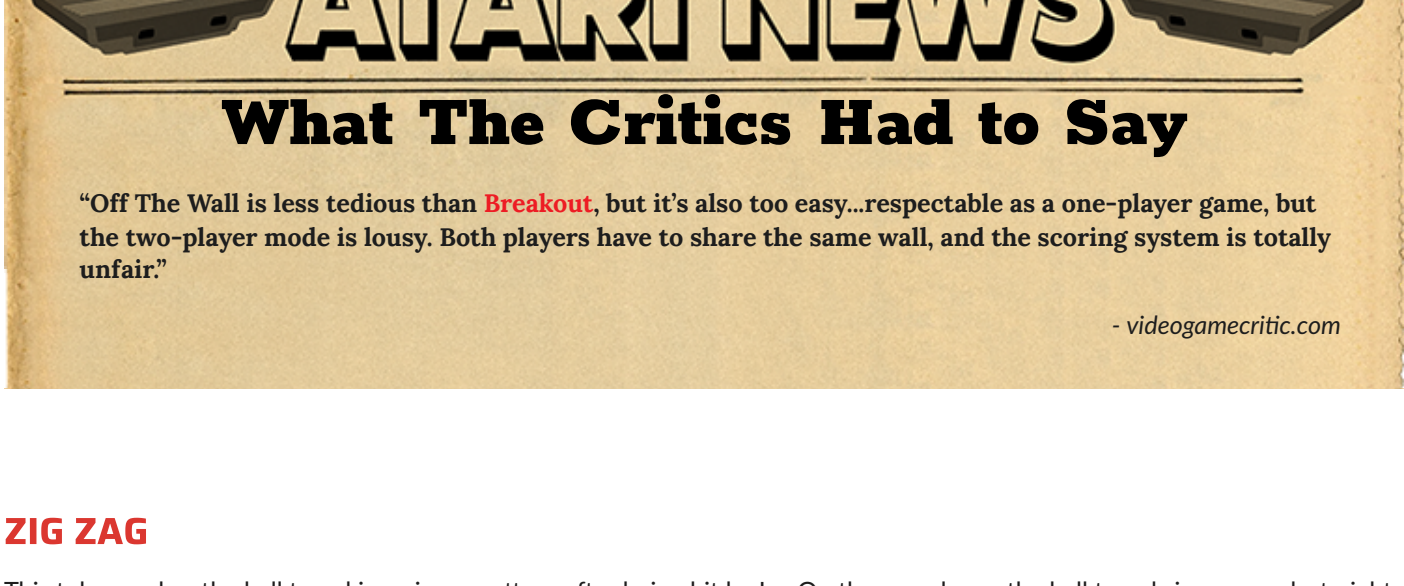 ATARI NEWS
What The Critics Had to Say
“Off The Wall is less tedious than Breakout, but it’s also too easy...respectable as a one-player game, but
the two-player mode is lousy. Both players have to share the same wall, and the scoring system is totally
unfair.”
- videogamecritic.com
ZIG ZAG